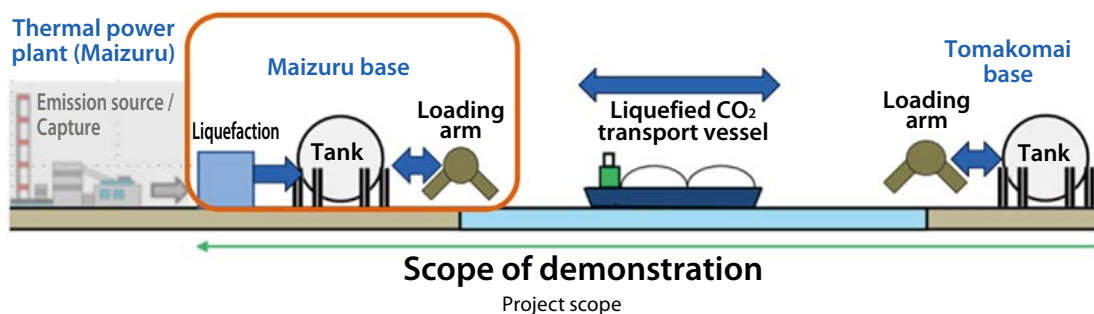 Thermal power
plant (Maizuru)
Emission source /
Capture
Maizuru base
Liquefaction
Tank
Loading
arm
Liquefied CO₂
transport vessel
Tomakomai
base
Loading
arm
Tank
Scope of demonstration
Project scope